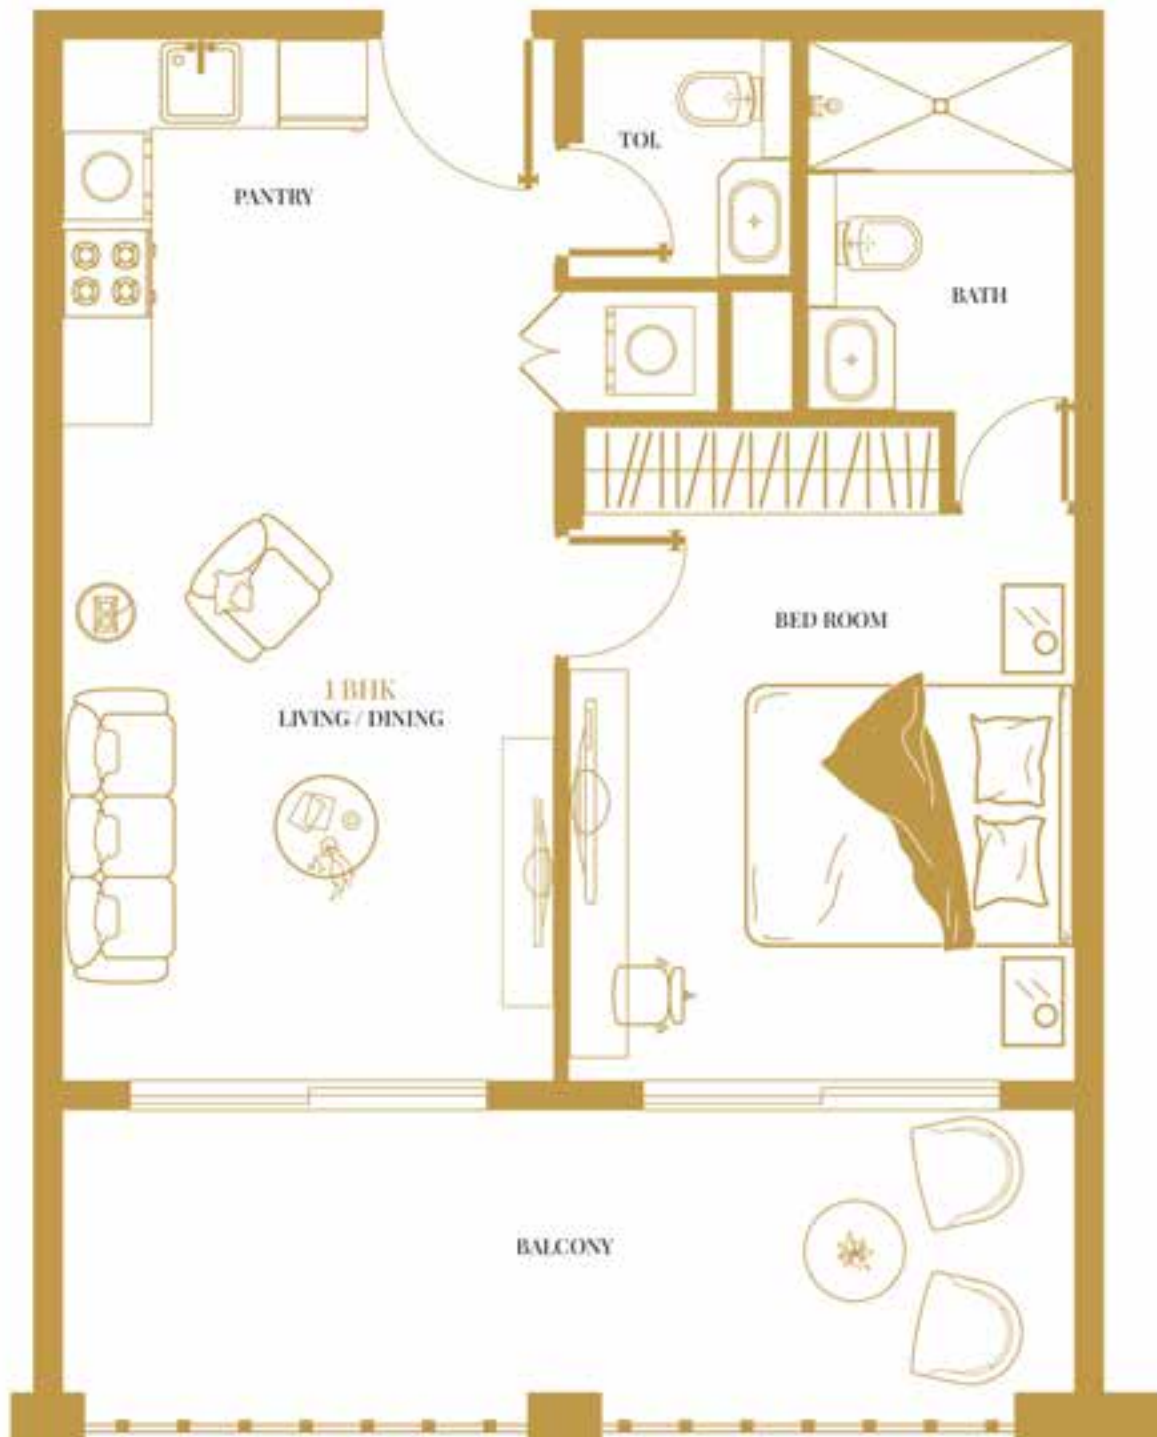 TOL
PANTRY
BATH
BED ROOM
1 BHK
LIVING / DINING
BALCONY